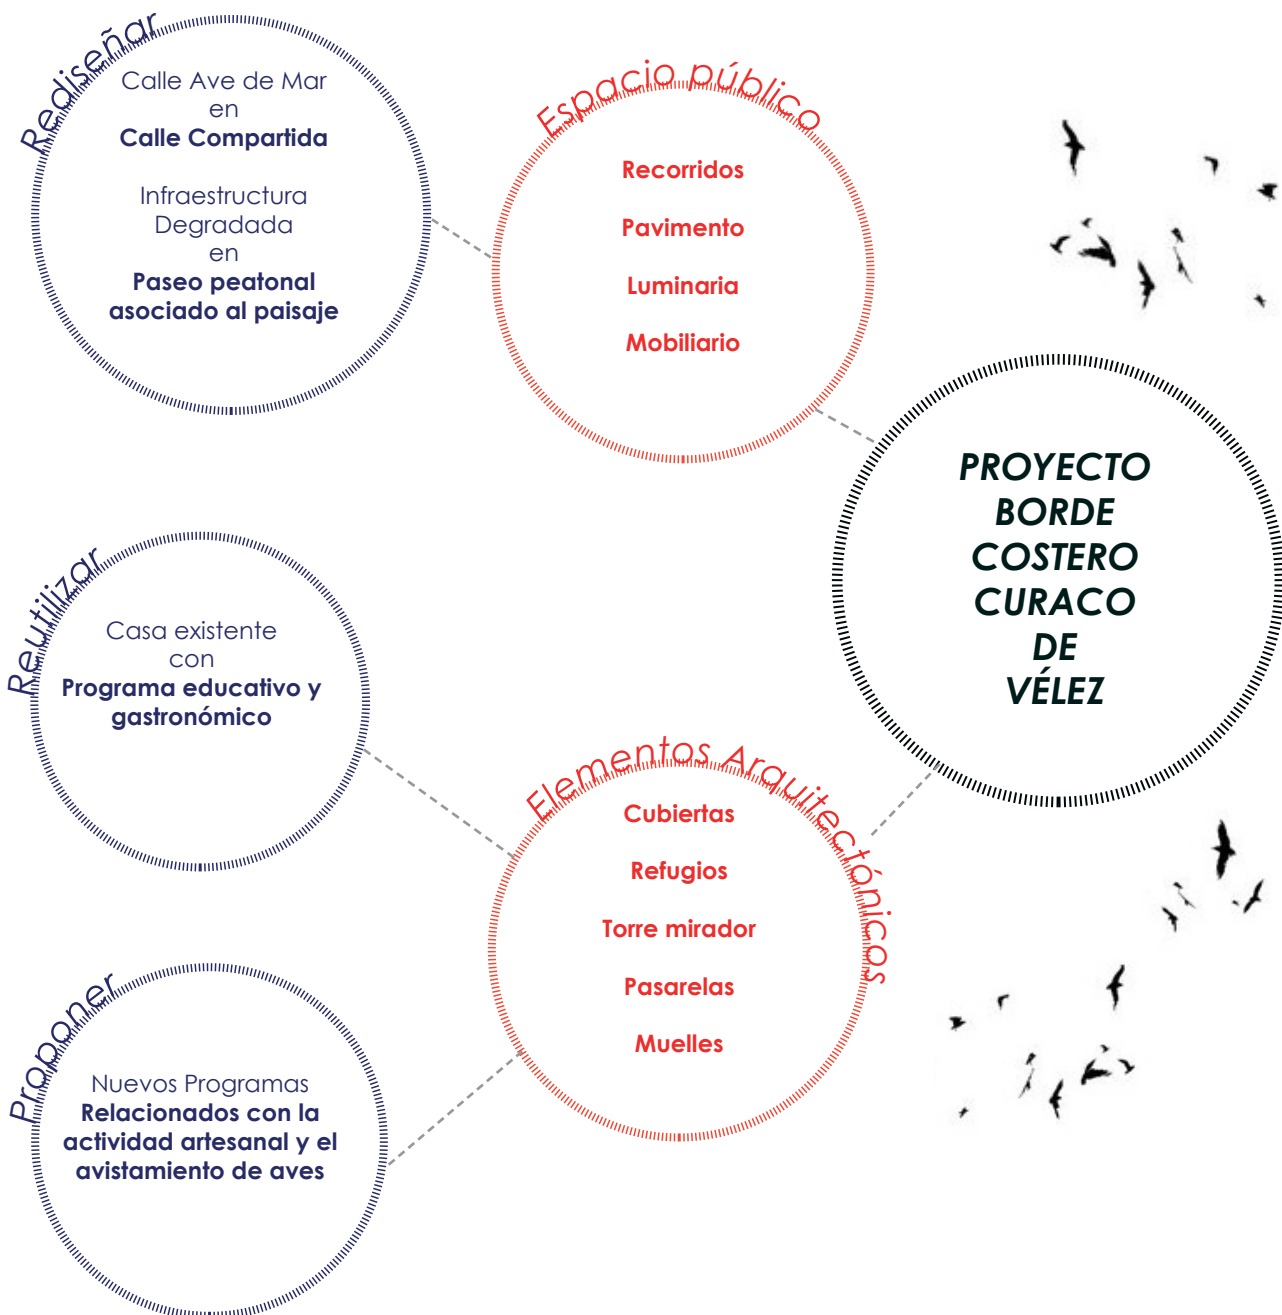 Rediseñar
Calle Ave de Mar
en
Calle Compartida
Infraestructura
Degradada
en
Paseo peatonal
asociado al paisaje
Espacio público
Recorridos
Pavimento
Luminaria
Mobiliario
PROYECTO
BORDE
COSTERO
CURACO
DE
VÉLEZ
Reutilizar
Casa existente
con
Programa educativo y
gastronómico
Elementos Arquitectónicos
Cubiertas
Refugios
Torre mirador
Pasarelas
Muelles
Proponer
Nuevos Programas
Relacionados con la
actividad artesanal y el
avistamiento de aves